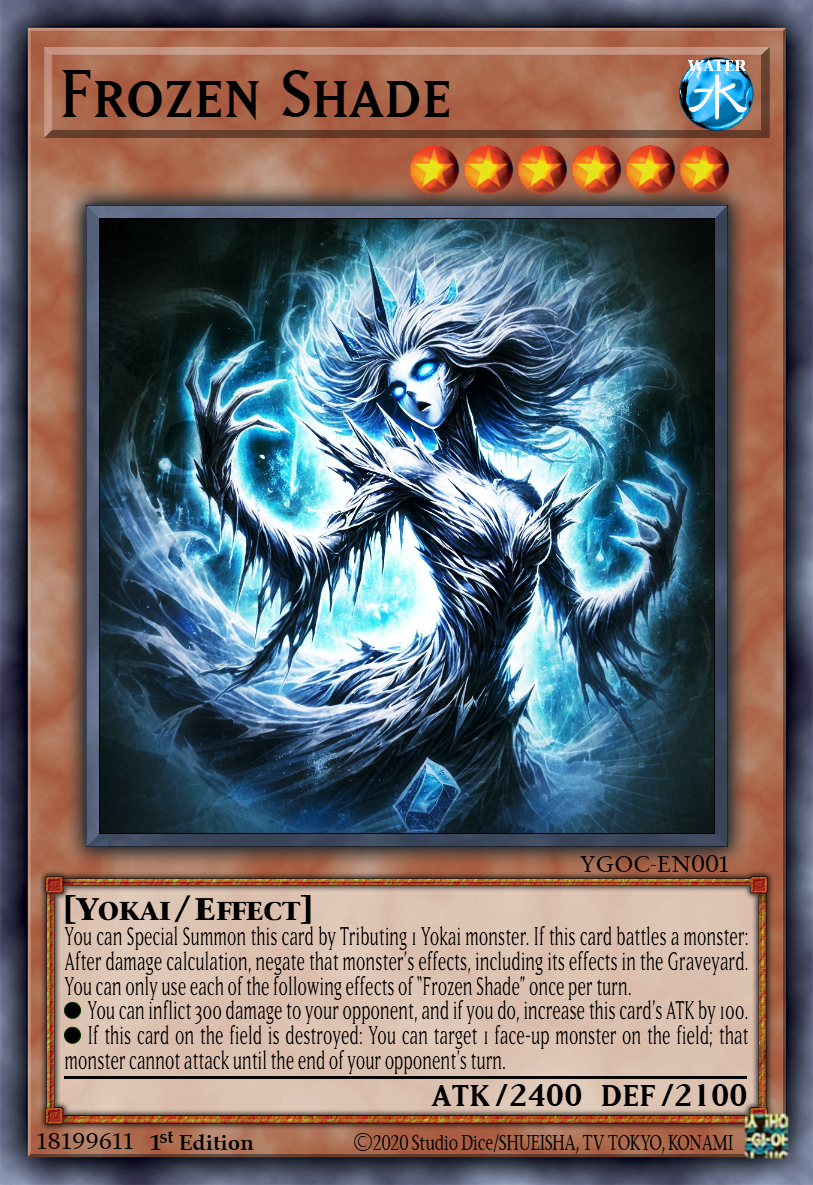 Frozen Shade
WATER
水
YGOC-EN001
[Yokai/Effect]
You can Special Summon this card by Tributing 1 Yokai monster. If this card battles a monster:
After damage calculation, negate that monster's effects, including its effects in the Graveyard.
You can only use each of the following effects of "Frozen Shade" once per turn.
● You can inflict 300 damage to your opponent, and if you do, increase this card's ATK by 100.
● If this card on the field is destroyed: You can target 1 face-up monster on the field; that
monster cannot attack until the end of your opponent's turn.
ATK/2400 DEF/2100
18199611 1st Edition ©2020 Studio Dice/SHUEISHA, TV TOKYO, KONAMI